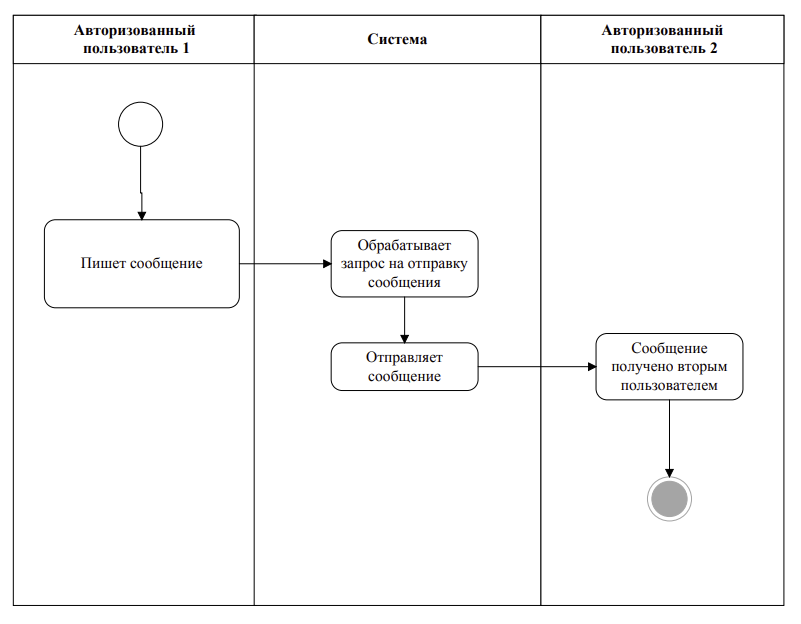 Авторизованный
пользователь 1
Система
Авторизованный
пользователь 2
Пишет сообщение
Обрабатывает
запрос на отправку
сообщения
Отправляет
сообщение
Сообщение
получено вторым
пользователем